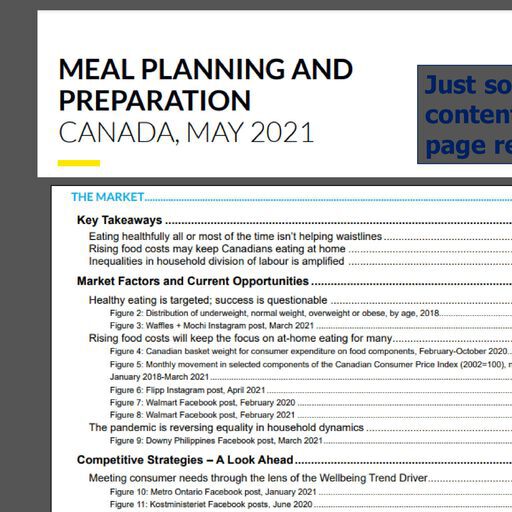 MEAL PLANNING AND
PREPARATION
CANADA, MAY 2021
Just so
conten
page re
THE MARKET
Key Takeaways
Eating healthfully all or most of the time isn't helping waistlines
Rising food costs may keep Canadians eating at home
Inequalities in household division of labour is amplified
Market Factors and Current Opportunities
Healthy eating is targeted; success is questionable
Figure 2: Distribution of underweight, normal weight, overweight or obese, by age, 2018
Figure 3: Waffles + Mochi Instagram post, March 2021
Rising food costs will keep the focus on at-home eating for many
Figure 4: Canadian basket weight for consumer expenditure on food components, February-October 2020
Figure 5: Monthly movement in selected components of the Canadian Consumer Price Index (2002=100),
January 2018-March 2021
Figure 6: Flipp Instagram post, April 2021
Figure 7: Walmart Facebook post, February 2020
Figure 8: Walmart Facebook post, February 2021
The pandemic is reversing equality in household dynamics
Figure 9: Downy Philippines Facebook post, March 2021
Competitive Strategies – A Look Ahead
Meeting consumer needs through the lens of the Wellbeing Trend Driver
Figure 10: Metro Ontario Facebook post, January 2021
Figure 11: Kostministeriet Facebook posts, June 2020